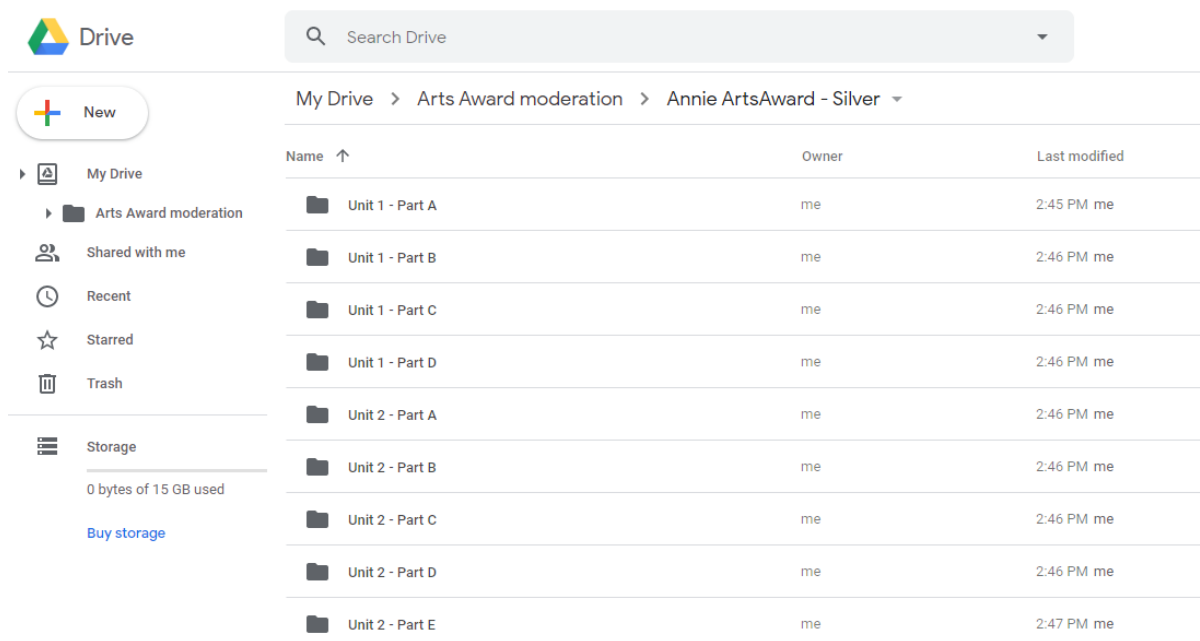 Drive
Search Drive
New
My Drive > Arts Award moderation > Annie ArtsAward - Silver
My Drive
Arts Award moderation
Shared with me
Recent
Starred
Trash
Storage
0 bytes of 15 GB used
Buy storage
Name Owner Last modified
Unit 1 - Part A me 2:45 PM me
Unit 1 - Part B me 2:46 PM me
Unit 1 - Part C me 2:46 PM me
Unit 1 - Part D me 2:46 PM me
Unit 2 - Part A me 2:46 PM me
Unit 2 - Part B me 2:46 PM me
Unit 2 - Part C me 2:46 PM me
Unit 2 - Part D me 2:46 PM me
Unit 2 - Part E me 2:47 PM me